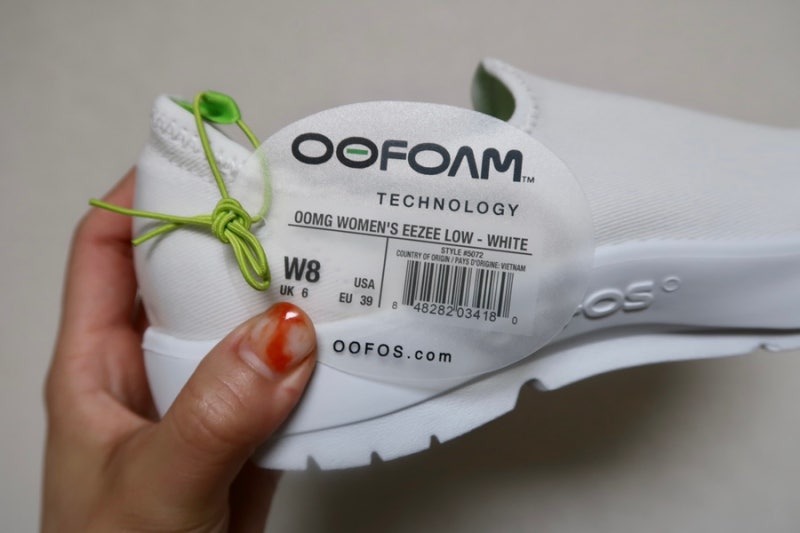 OOFOAM™
TECHNOLOGY
OOMG WOMEN'S EEZEE LOW - WHITE
STYLE #5072
COUNTRY OF ORIGIN / PAYS D'ORIGINE: VIETNAM
W8 USA
UK 6 EU 39
8 48282 03418 0
OOFOS.com
FOS